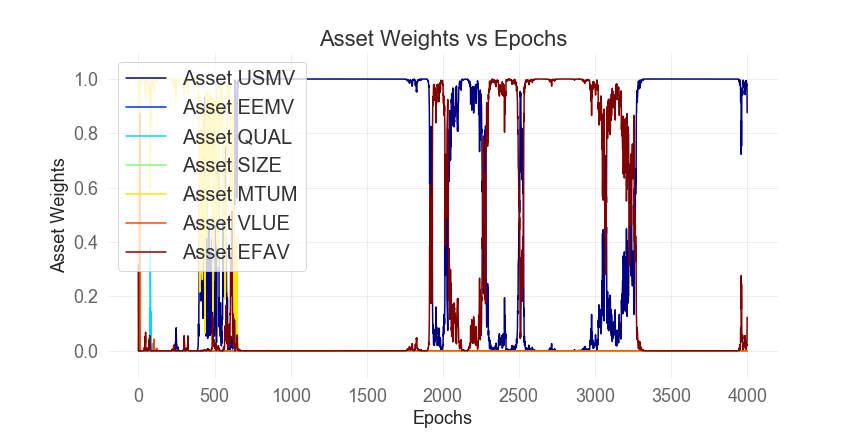 Asset Weights vs Epochs
Asset Weights
1.0
0.8
0.6
0.4
0.2
0.0
Asset USMV
Asset EEMV
Asset QUAL
Asset SIZE
Asset MTUM
Asset VLUE
Asset EFAV
0 500 1000 1500 2000 2500 3000 3500 4000
Epochs